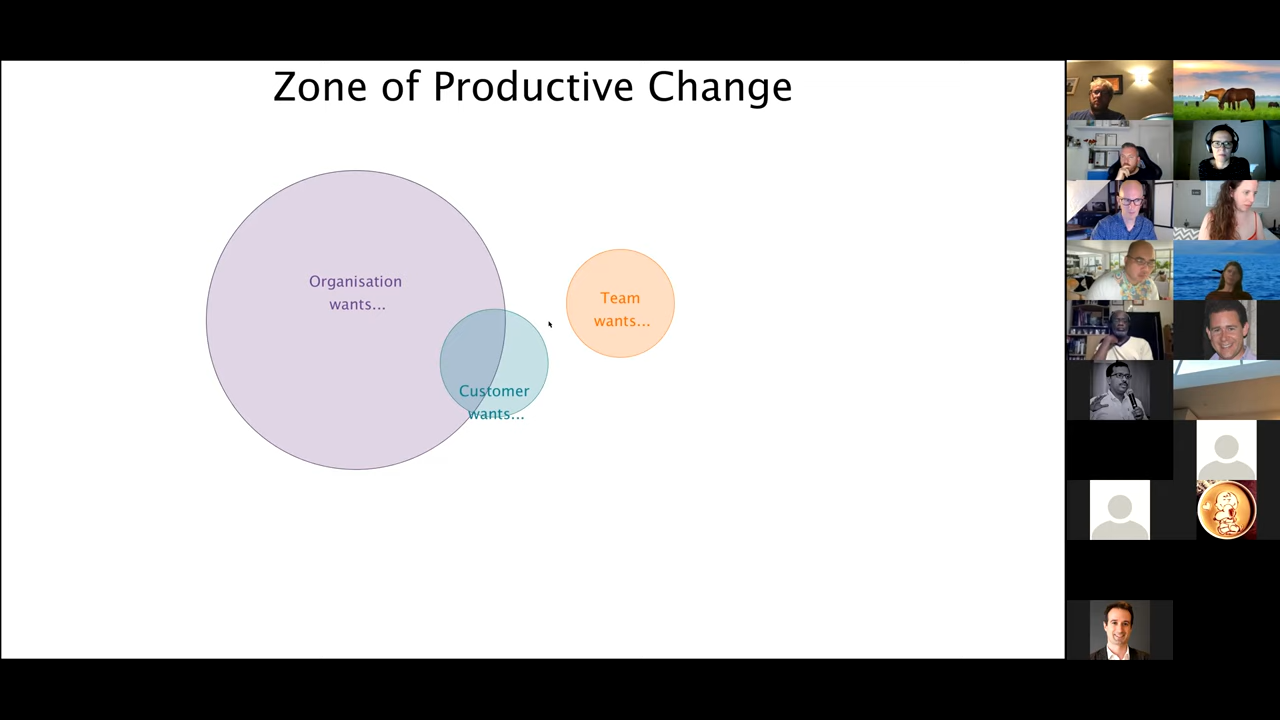 Zone of Productive Change
Organisation
wants...
Team
wants...
Customer
wants...